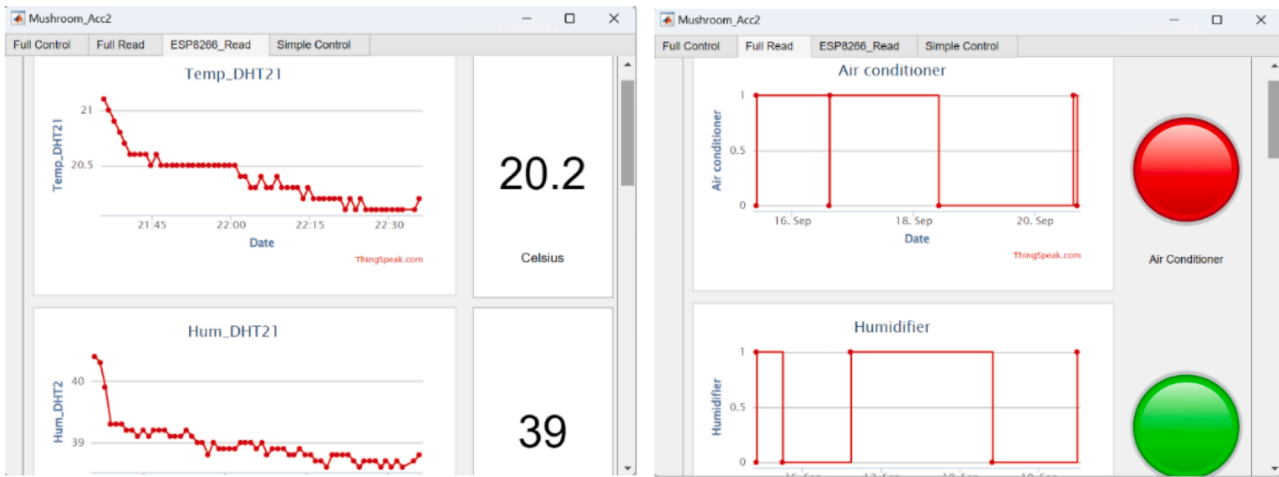 Mushroom_Acc2
Full Control Full Read ESP8266_Read Simple Control
Temp_DHT21
Temp_DHT21
21
20.5
21:45 22:00 22:15 22:30
Date
ThingSpeak.com
20.2
Celsius
Hum_DHT21
Hum_DHT2
40
39
39
Mushroom_Acc2
Full Control Full Read ESP8266_Read Simple Control
Air conditioner
Air conditioner
1
0.5
0
16. Sep 18. Sep 20. Sep
Date
ThingSpeak.com
Air Conditioner
Humidifier
Humidifier
1
0.5
0